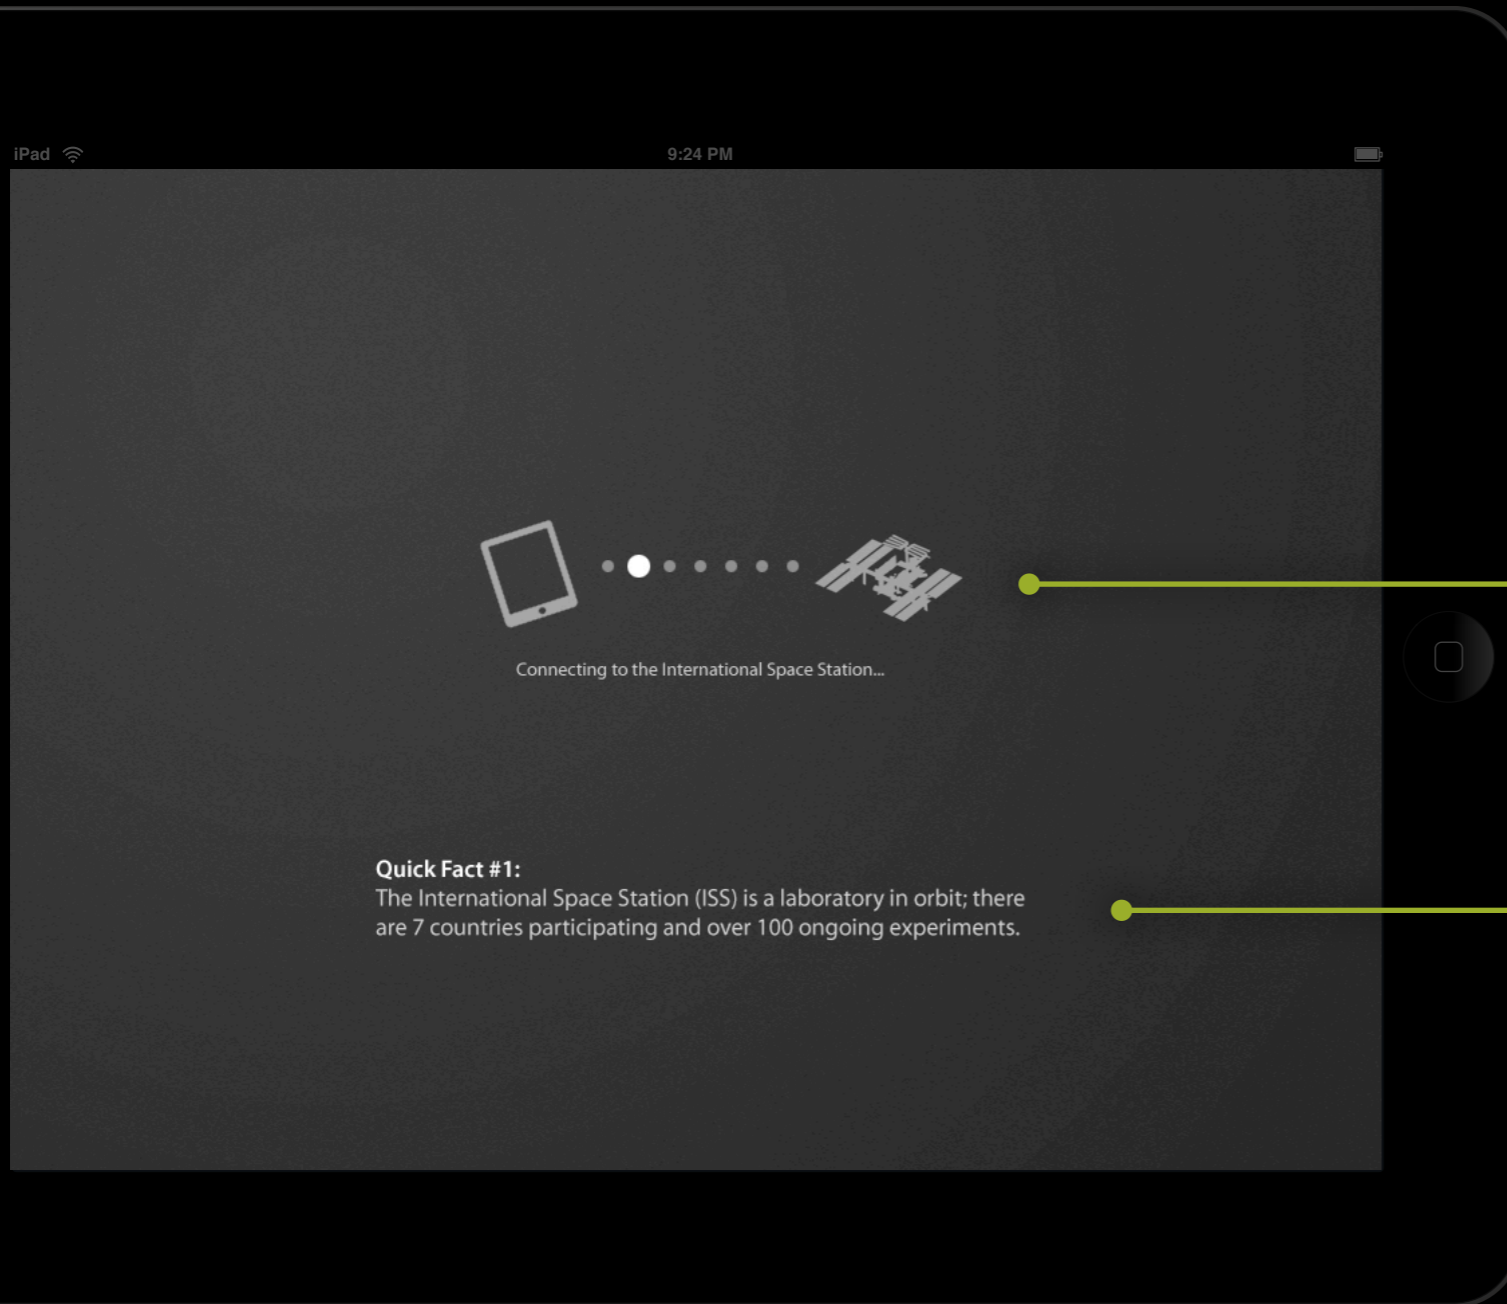 iPad
9:24 PM
Connecting to the International Space Station...
Quick Fact #1:
The International Space Station (ISS) is a laboratory in orbit; there
are 7 countries participating and over 100 ongoing experiments.